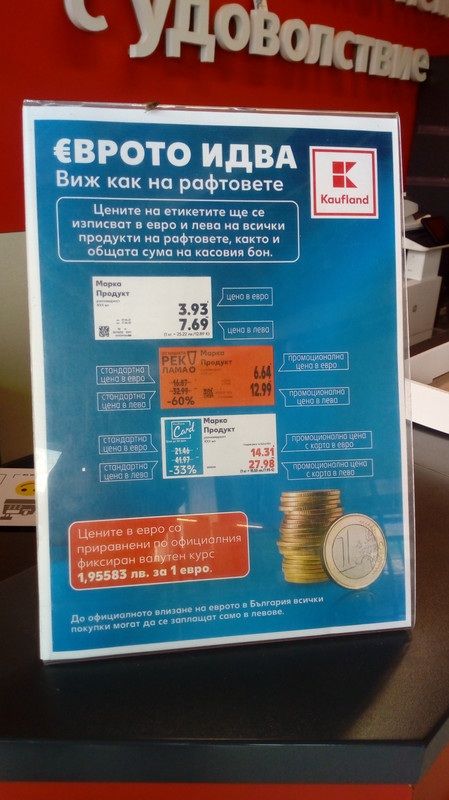 с удоволствие
€ВРОТО ИДВА
Виж как на рафтовете
Kaufland
Цените на етикетите ще се
изписват в евро и лева на всички
продукти на рафтовете, както и
общата сума на касовия бон.
Марка
Продукт
3.93
7.69
цена в евро
цена в лева
РЕК
ЛАМА
Марка
Продукт
6.64
12.99
-60%
стандартна
цена в евро
стандартна
цена в лева
промоционална
цена в евро
промоционална
цена в лева
Card
Марка
Продукт
21.46
41.97
-33%
14.31
27.98
стандартна
цена в евро
стандартна
цена в лева
промоционална цена
с карта в евро
промоционална цена
с карта в лева
Цените в евро са
приравнени по официалния
фиксиран валутен курс
1,95583 лв. за 1 евро.
1
До официалното влизане на еврото в България всички
покупки могат да се заплащат само в левове.